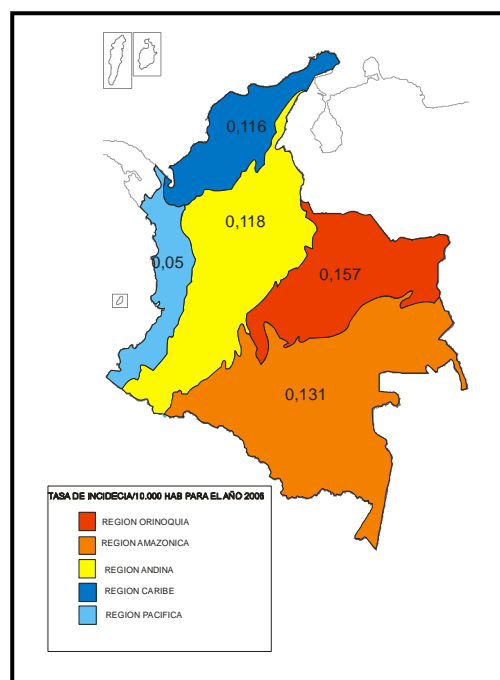 0,116
0,118
0,05
0,157
0,131
TASA DE INCIDECIA/10.000 HAB PARA EL AÑO 2006
REGION ORINOQUIA
REGION AMAZONICA
REGION ANDINA
REGION CARIBE
REGION PACIFICA